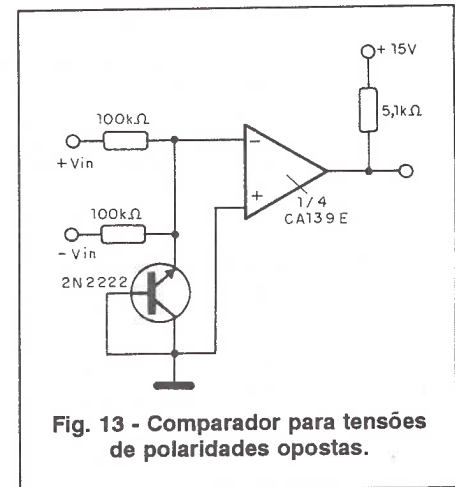 + 15V
5,1kΩ
100kΩ
+ Vin
−
+
1/4
CA139E
100kΩ
- Vin
2N2222
Fig. 13 - Comparador para tensões
de polaridades opostas.